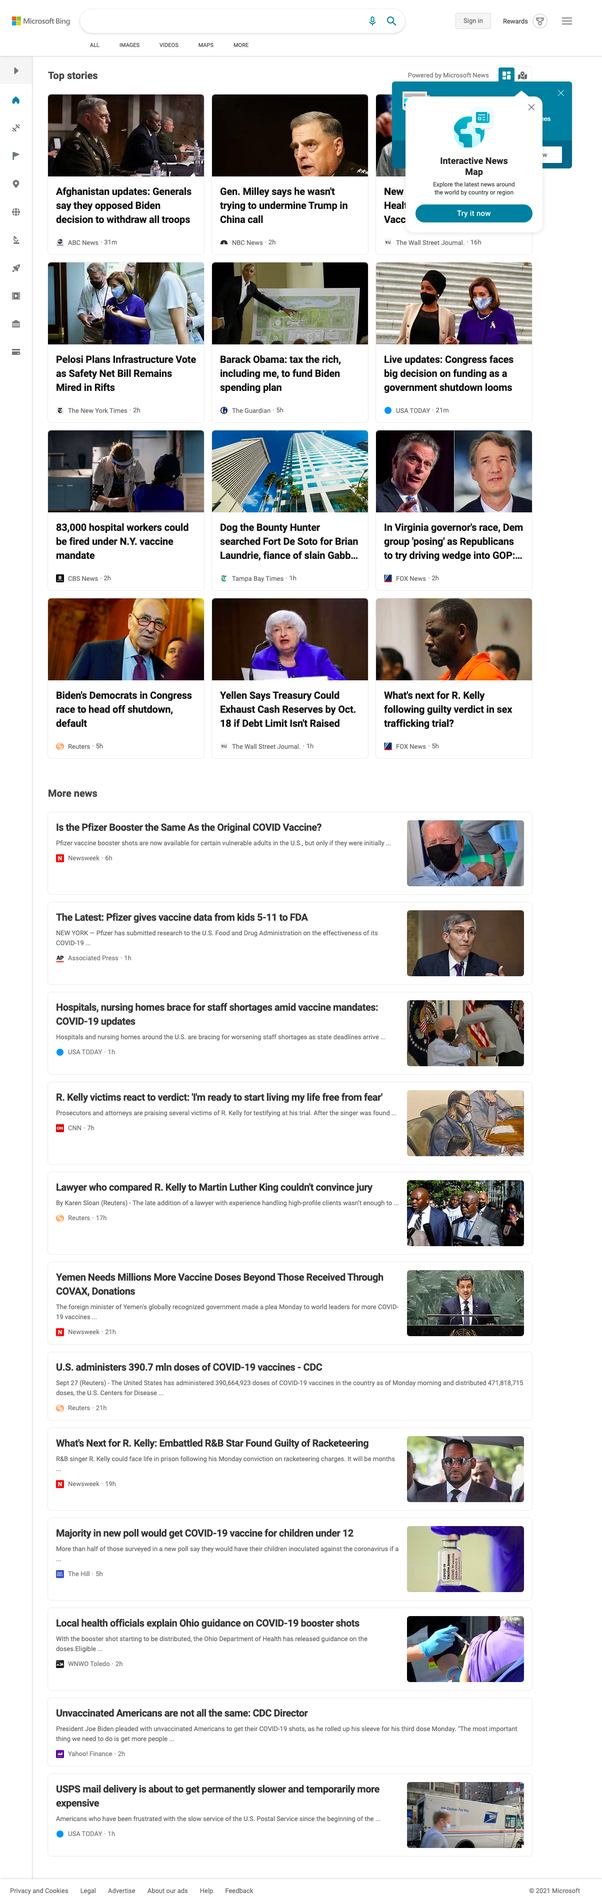 Microsoft Bing
Sign in
Rewards
ALL IMAGES VIDEOS MAPS MORE
Top stories
Powered by Microsoft News
Interactive News
Map
Explore the latest news around
the world by country or region
Try it now
Afghanistan updates: Generals
say they opposed Biden
decision to withdraw all troops
ABC News · 31m
Gen. Milley says he wasn't
trying to undermine Trump in
China call
NBC News · 2h
New
Healt
Vacc
The Wall Street Journal. · 16h
Pelosi Plans Infrastructure Vote
as Safety Net Bill Remains
Mired in Rifts
The New York Times · 2h
Barack Obama: tax the rich,
including me, to fund Biden
spending plan
The Guardian · 5h
Live updates: Congress faces
big decision on funding as a
government shutdown looms
USA TODAY · 21m
83,000 hospital workers could
be fired under N.Y. vaccine
mandate
CBS News · 2h
Dog the Bounty Hunter
searched Fort De Soto for Brian
Laundrie, fiance of slain Gabb...
Tampa Bay Times · 1h
In Virginia governor's race, Dem
group 'posing' as Republicans
to try driving wedge into GOP:...
FOX News · 2h
Biden's Democrats in Congress
race to head off shutdown,
default
Reuters · 5h
Yellen Says Treasury Could
Exhaust Cash Reserves by Oct.
18 if Debt Limit Isn't Raised
The Wall Street Journal. · 1h
What's next for R. Kelly
following guilty verdict in sex
trafficking trial?
FOX News · 5h
More news
Is the Pfizer Booster the Same As the Original COVID Vaccine?
Pfizer vaccine booster shots are now available for certain vulnerable adults in the U.S., but only if they were initially ...
Newsweek · 6h
The Latest: Pfizer gives vaccine data from kids 5-11 to FDA
NEW YORK — Pfizer has submitted research to the U.S. Food and Drug Administration on the effectiveness of its
COVID-19 ...
AP Associated Press · 1h
Hospitals, nursing homes brace for staff shortages amid vaccine mandates:
COVID-19 updates
Hospitals and nursing homes around the U.S. are bracing for worsening staff shortages as state deadlines arrive ...
USA TODAY · 1h
R. Kelly victims react to verdict: 'I'm ready to start living my life free from fear'
Prosecutors and attorneys are praising several victims of R. Kelly for testifying at his trial. After the singer was found ...
CNN · 7h
Lawyer who compared R. Kelly to Martin Luther King couldn't convince jury
By Karen Sloan (Reuters) - The late addition of a lawyer with experience handling high-profile clients wasn't enough to ...
Reuters · 17h
Yemen Needs Millions More Vaccine Doses Beyond Those Received Through
COVAX, Donations
The foreign minister of Yemen's globally recognized government made a plea Monday to world leaders for more COVID-
19 vaccines ...
Newsweek · 21h
U.S. administers 390.7 mln doses of COVID-19 vaccines - CDC
Sept 27 (Reuters) - The United States has administered 390,664,923 doses of COVID-19 vaccines in the country as of Monday morning and distributed 471,818,715
doses, the U.S. Centers for Disease ...
Reuters · 21h
What's Next for R. Kelly: Embattled R&B Star Found Guilty of Racketeering
R&B singer R. Kelly could face life in prison following his Monday conviction on racketeering charges. It will be months
...
Newsweek · 19h
Majority in new poll would get COVID-19 vaccine for children under 12
More than half of those surveyed in a new poll say they would have their children inoculated against the coronavirus if a
...
The Hill · 5h
Local health officials explain Ohio guidance on COVID-19 booster shots
With the booster shot starting to be distributed, the Ohio Department of Health has released guidance on the
doses.Eligible ...
WNWO Toledo · 2h
Unvaccinated Americans are not all the same: CDC Director
President Joe Biden pleaded with unvaccinated Americans to get their COVID-19 shots, as he rolled up his sleeve for his third dose Monday. "The most important
thing we need to do is get more people ...
Yahoo! Finance · 2h
USPS mail delivery is about to get permanently slower and temporarily more
expensive
Americans who have been frustrated with the slow service of the U.S. Postal Service since the beginning of the ...
USA TODAY · 1h
Privacy and Cookies Legal Advertise About our ads Help Feedback © 2021 Microsoft